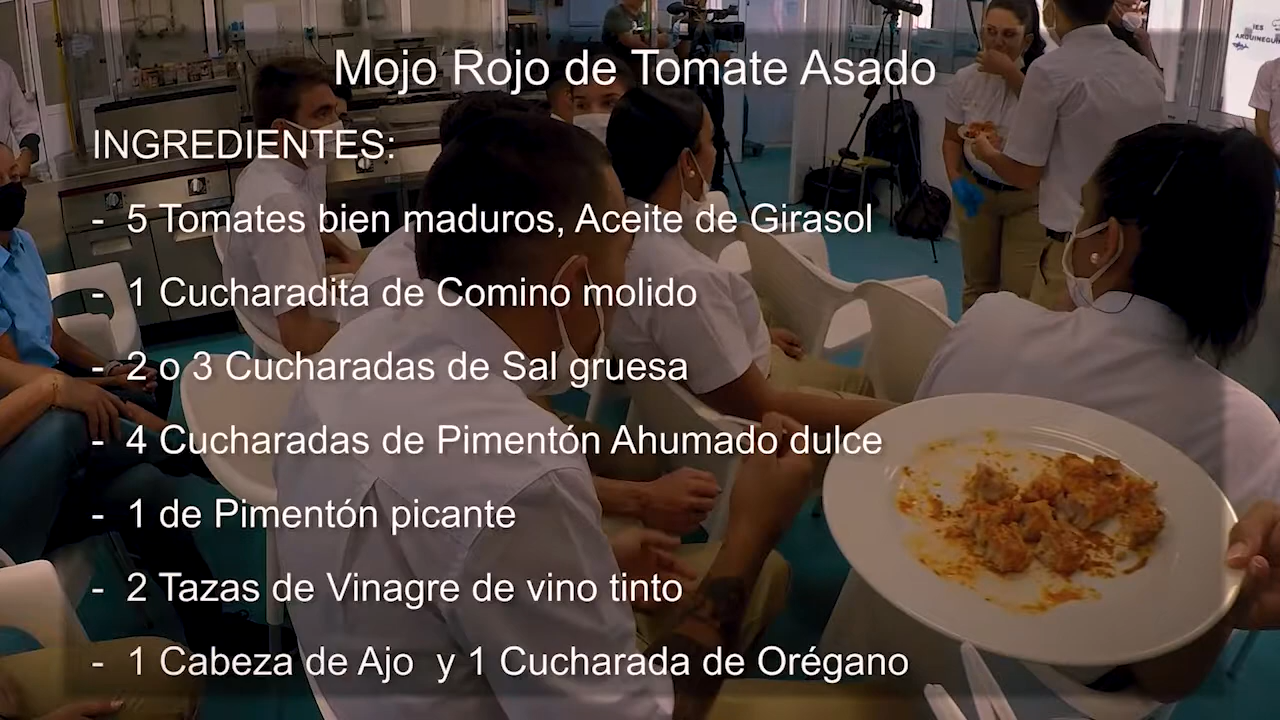 Mojo Rojo de Tomate Asado
IES
ARGUINEGUÍN
INGREDIENTES:
- 5 Tomates bien maduros, Aceite de Girasol
- 1 Cucharadita de Comino molido
- 2 o 3 Cucharadas de Sal gruesa
- 4 Cucharadas de Pimentón Ahumado dulce
- 1 de Pimentón picante
- 2 Tazas de Vinagre de vino tinto
- 1 Cabeza de Ajo y 1 Cucharada de Orégano